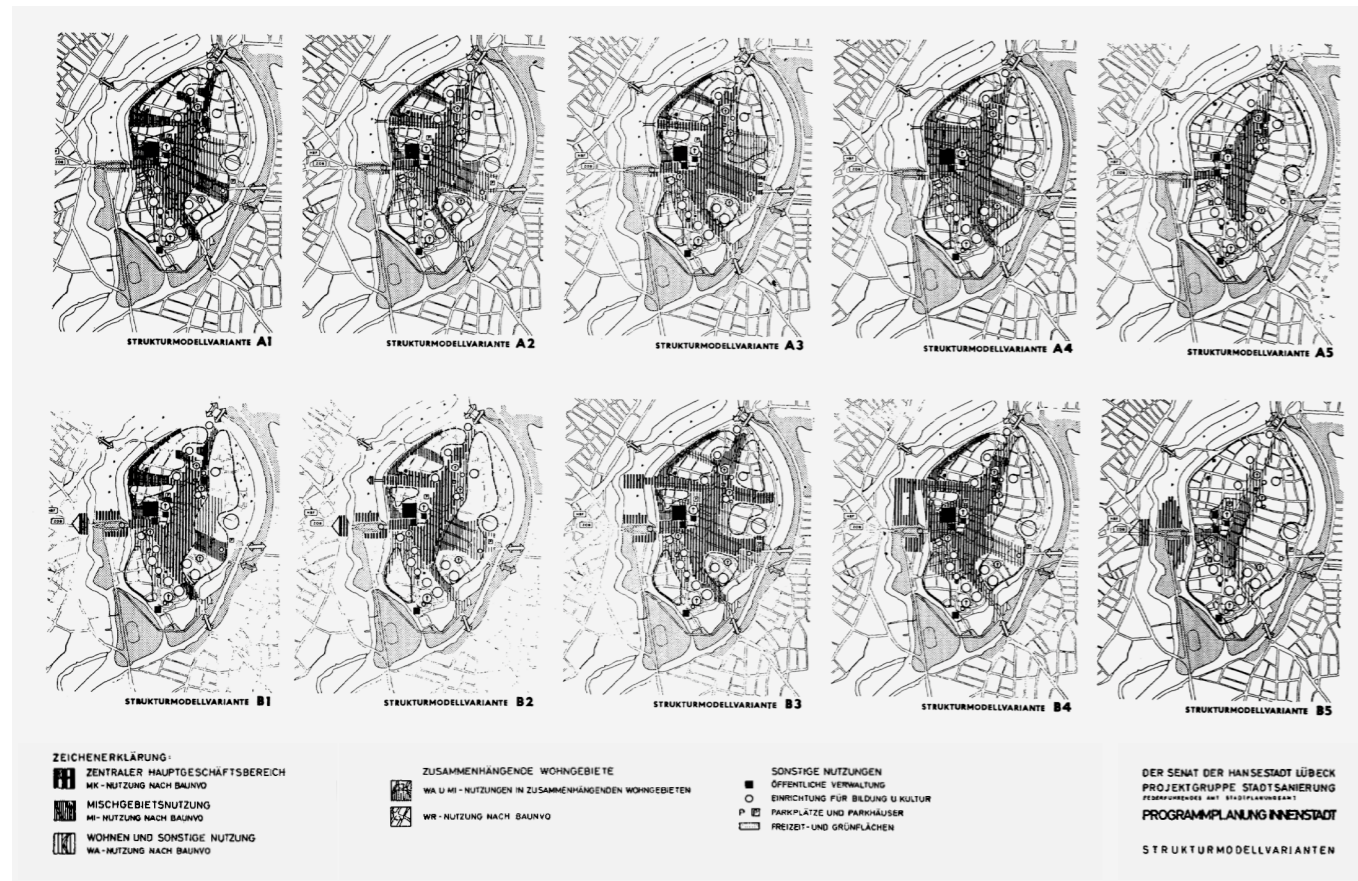 STRUKTURMODELLVARIANTE A1
STRUKTURMODELLVARIANTE A2
STRUKTURMODELLVARIANTE A3
STRUKTURMODELLVARIANTE A4
STRUKTURMODELLVARIANTE A5
STRUKTURMODELLVARIANTE B1
STRUKTURMODELLVARIANTE B2
STRUKTURMODELLVARIANTE B3
STRUKTURMODELLVARIANTE B4
STRUKTURMODELLVARIANTE B5
ZEICHENERKLÄRUNG:
ZENTRALER HAUPTGESCHÄFTSBEREICH
MK-NUTZUNG NACH BAUNVO
MISCHGEBIETSNUTZUNG
MI-NUTZUNG NACH BAUNVO
WOHNEN UND SONSTIGE NUTZUNG
WA-NUTZUNG NACH BAUNVO
ZUSAMMENHÄNGENDE WOHNGEBIETE
WA U MI-NUTZUNGEN IN ZUSAMMENHÄNGENDEN WOHNGEBIETEN
WR-NUTZUNG NACH BAUNVO
SONSTIGE NUTZUNGEN
ÖFFENTLICHE VERWALTUNG
EINRICHTUNG FÜR BILDUNG U KULTUR
P P PARKPLÄTZE UND PARKHÄUSER
FREIZEIT-UND GRÜNFLÄCHEN
DER SENAT DER HANSESTADT LÜBECK
PROJEKTGRUPPE STADTSANIERUNG
FEDERFÜHRENDES AMT STADTPLANUNGSAMT
PROGRAMMPLANUNG INNENSTADT
STRUKTURMODELLVARIANTEN